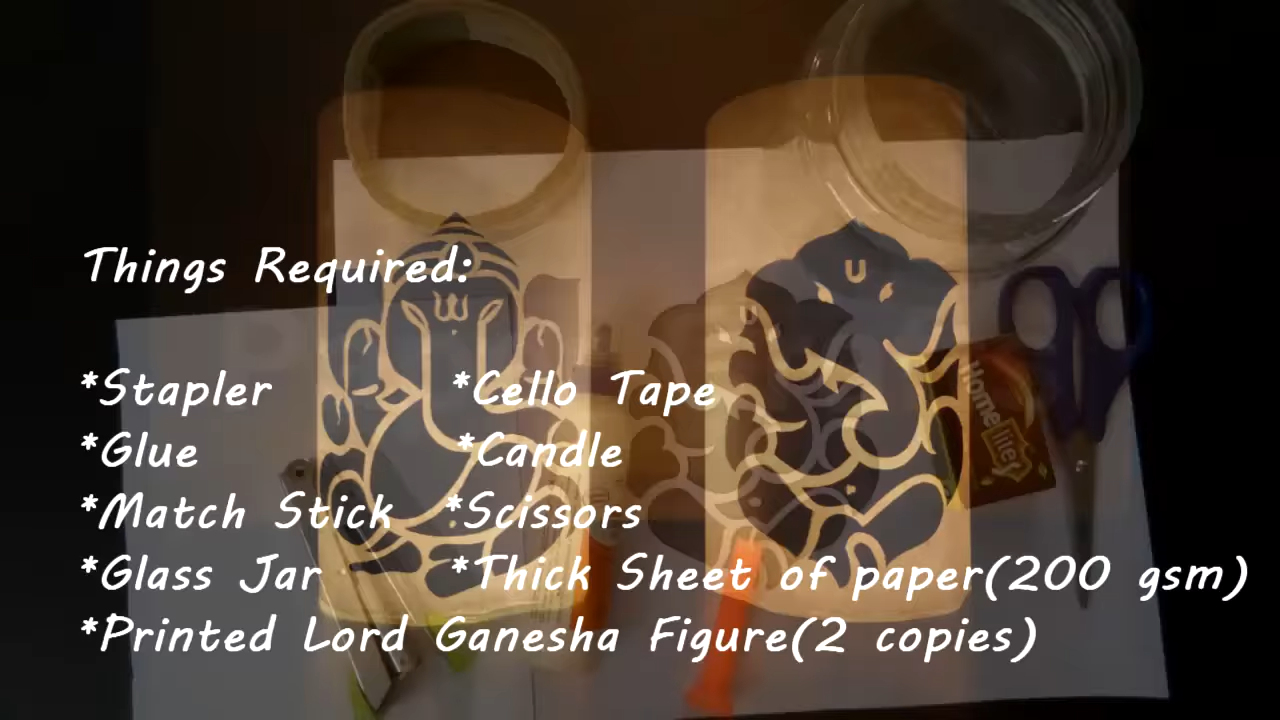 Things Required:
*Stapler *Cello Tape
*Glue *Candle
*Match Stick *Scissors
*Glass Jar *Thick Sheet of paper(200 gsm)
*Printed Lord Ganesha Figure(2 copies)
Homelites